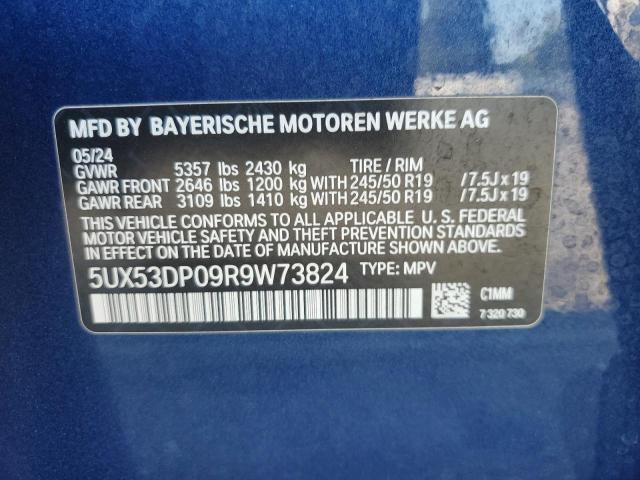 MFD BY BAYERISCHE MOTOREN WERKE AG
05/24
GVWR 5357 lbs 2430 kg TIRE / RIM
GAWR FRONT 2646 lbs 1200 kg WITH 245/50 R19 /7.5J x 19
GAWR REAR 3109 lbs 1410 kg WITH 245/50 R19 /7.5J x 19
THIS VEHICLE CONFORMS TO ALL APPLICABLE U. S. FEDERAL
MOTOR VEHICLE SAFETY AND THEFT PREVENTION STANDARDS
IN EFFECT ON THE DATE OF MANUFACTURE SHOWN ABOVE.
5UX53DP09R9W73824 TYPE: MPV
C1MM
7 320 730